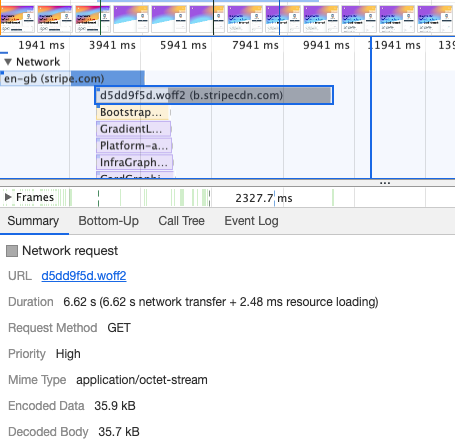 1941 ms 3941 ms 5941 ms 7941 ms 9941 ms 11941 ms 139
▼ Network
en-gb (stripe.com)
d5dd9f5d.woff2 (b.stripecdn.com)
Bootstrap...
GradientL...
Platform-a...
InfraGraph...
CardGraphi...
...
▶ Frames 2327.7 ms
Summary Bottom-Up Call Tree Event Log
Network request
URL d5dd9f5d.woff2
Duration 6.62 s (6.62 s network transfer + 2.48 ms resource loading)
Request Method GET
Priority High
Mime Type application/octet-stream
Encoded Data 35.9 kB
Decoded Body 35.7 kB